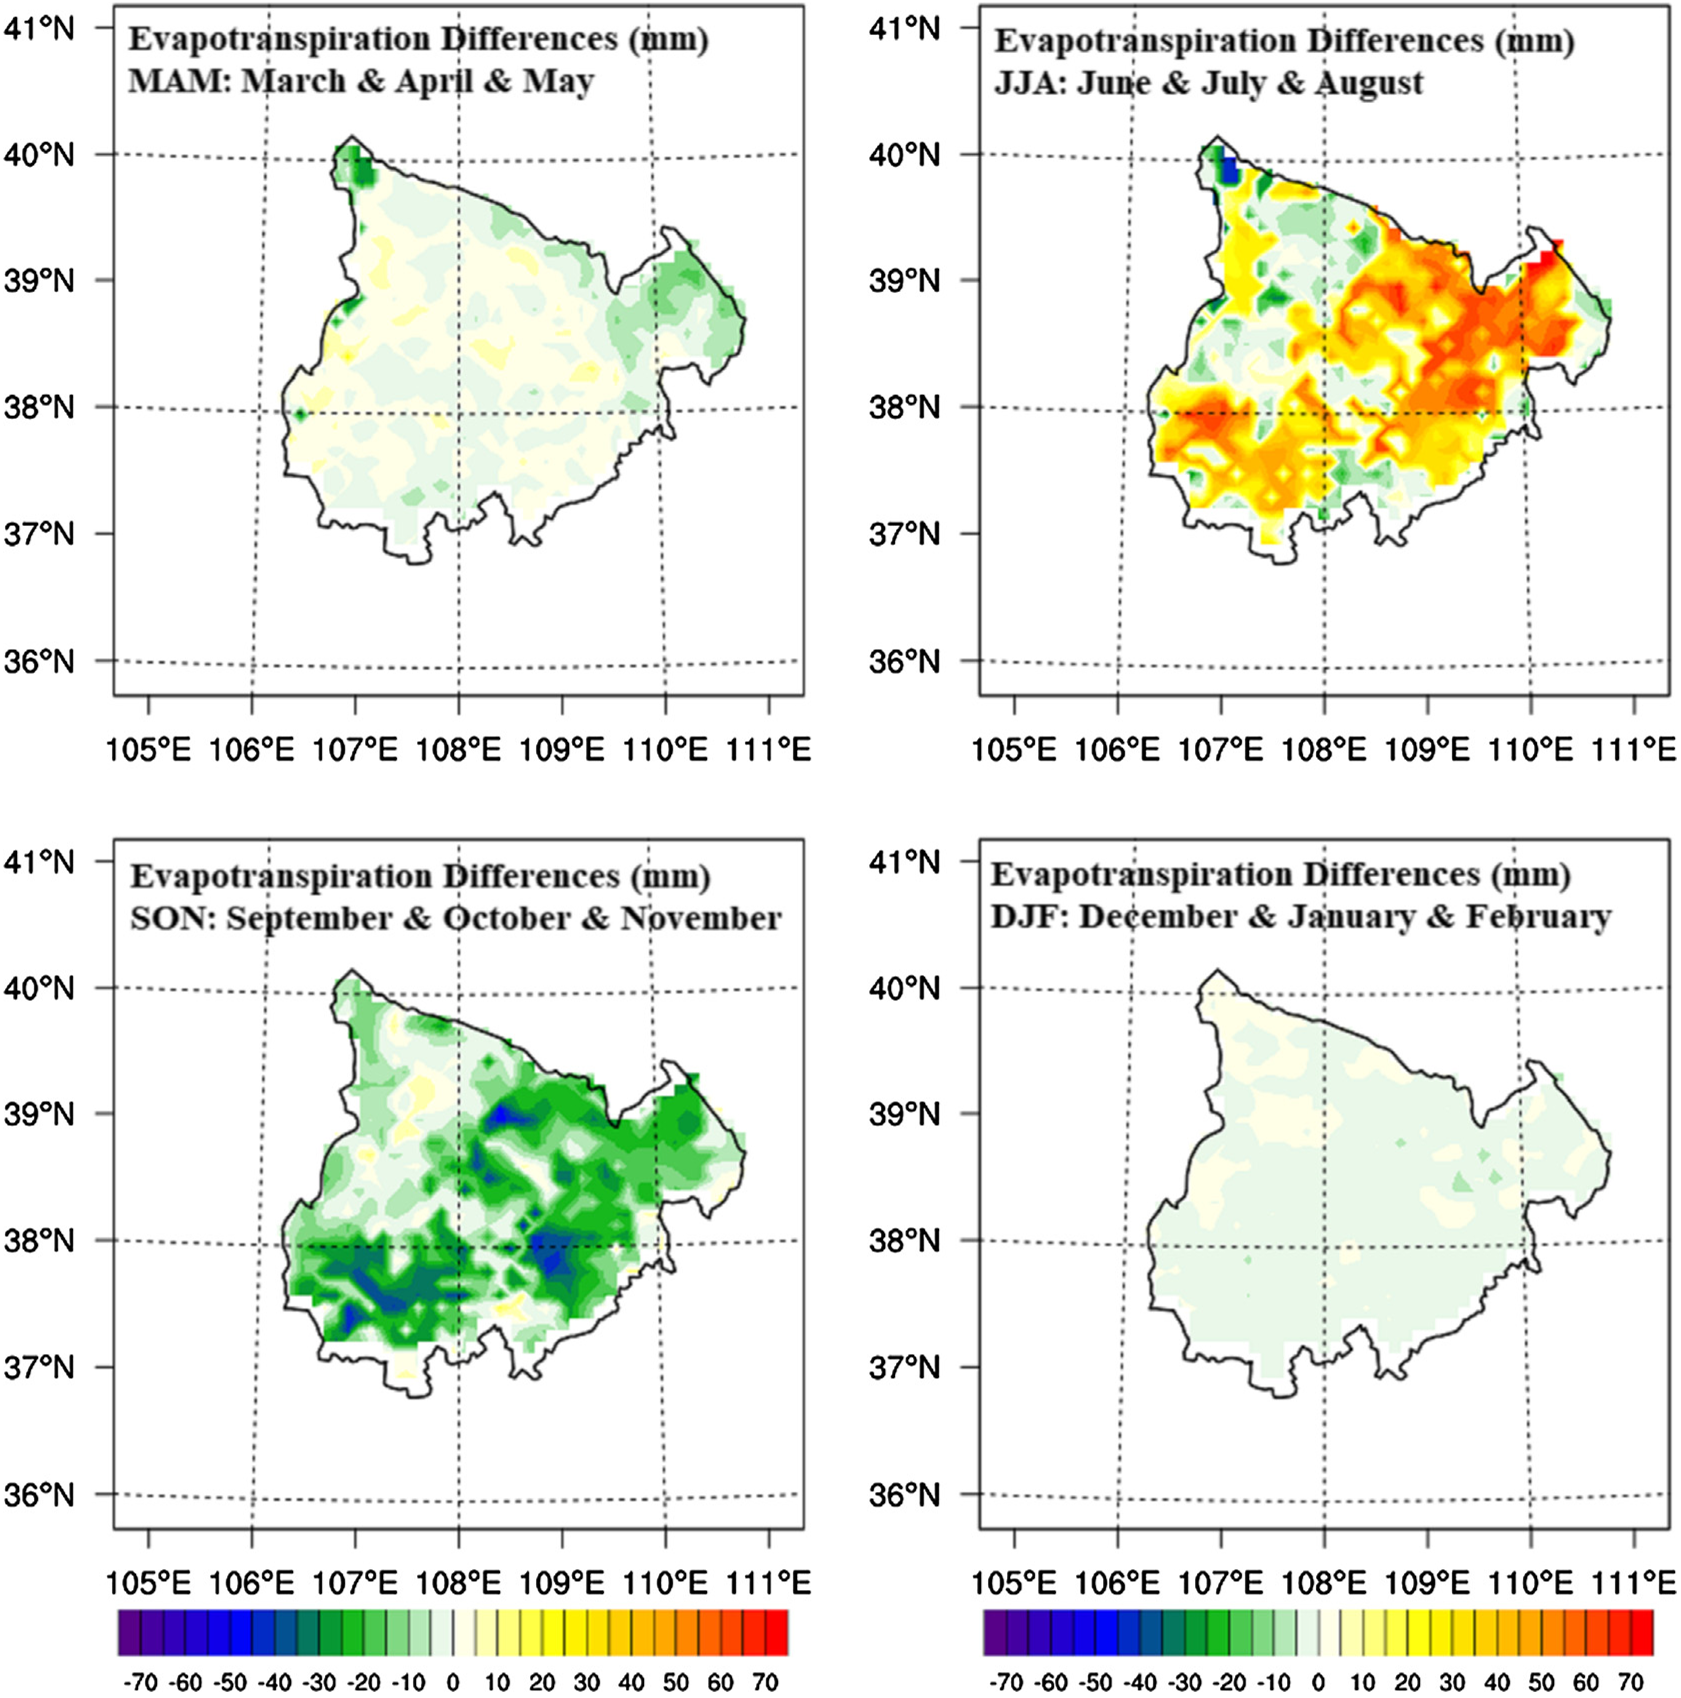 Evapotranspiration Differences (mm)
MAM: March & April & May
41°N
40°N
39°N
38°N
37°N
36°N
105°E 106°E 107°E 108°E 109°E 110°E 111°E
Evapotranspiration Differences (mm)
JJA: June & July & August
41°N
40°N
39°N
38°N
37°N
36°N
105°E 106°E 107°E 108°E 109°E 110°E 111°E
Evapotranspiration Differences (mm)
SON: September & October & November
41°N
40°N
39°N
38°N
37°N
36°N
105°E 106°E 107°E 108°E 109°E 110°E 111°E
-70 -60 -50 -40 -30 -20 -10 0 10 20 30 40 50 60 70
Evapotranspiration Differences (mm)
DJF: December & January & February
41°N
40°N
39°N
38°N
37°N
36°N
105°E 106°E 107°E 108°E 109°E 110°E 111°E
-70 -60 -50 -40 -30 -20 -10 0 10 20 30 40 50 60 70